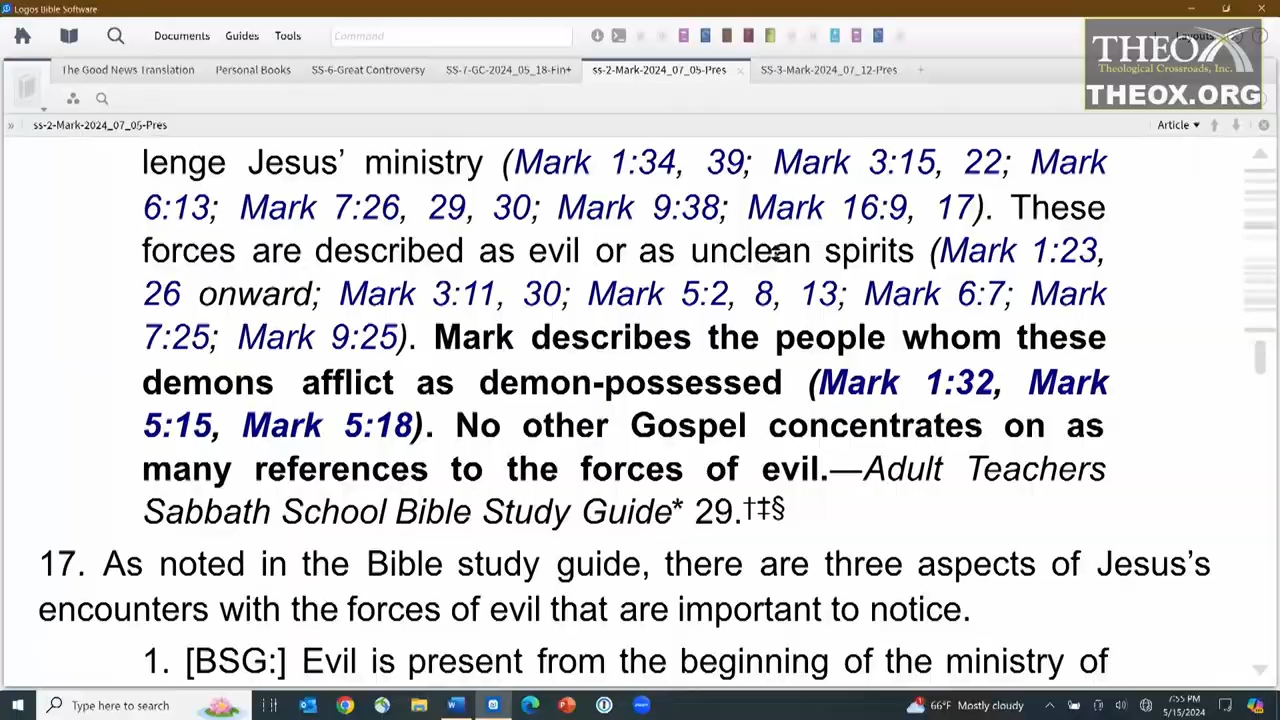 Logos Bible Software
Documents Guides Tools Command Layouts
THEOX
Theological Crossroads, Inc.
THEOX.ORG
The Good News Translation Personal Books SS-6-Great Controversy _05_18-Fin+ ss-2-Mark-2024_07_05-Pres SS-3-Mark-2024_07_12-Pres
ss-2-Mark-2024_07_05-Pres Article
lenge Jesus’ ministry (Mark 1:34, 39; Mark 3:15, 22; Mark
6:13; Mark 7:26, 29, 30; Mark 9:38; Mark 16:9, 17). These
forces are described as evil or as unclean spirits (Mark 1:23,
26 onward; Mark 3:11, 30; Mark 5:2, 8, 13; Mark 6:7; Mark
7:25; Mark 9:25). Mark describes the people whom these
demons afflict as demon-possessed (Mark 1:32, Mark
5:15, Mark 5:18). No other Gospel concentrates on as
many references to the forces of evil.—Adult Teachers
Sabbath School Bible Study Guide* 29.†‡§
17. As noted in the Bible study guide, there are three aspects of Jesus’s
encounters with the forces of evil that are important to notice.
1. [BSG:] Evil is present from the beginning of the ministry of
Type here to search 66°F Mostly cloudy 7:55 PM
5/15/2024